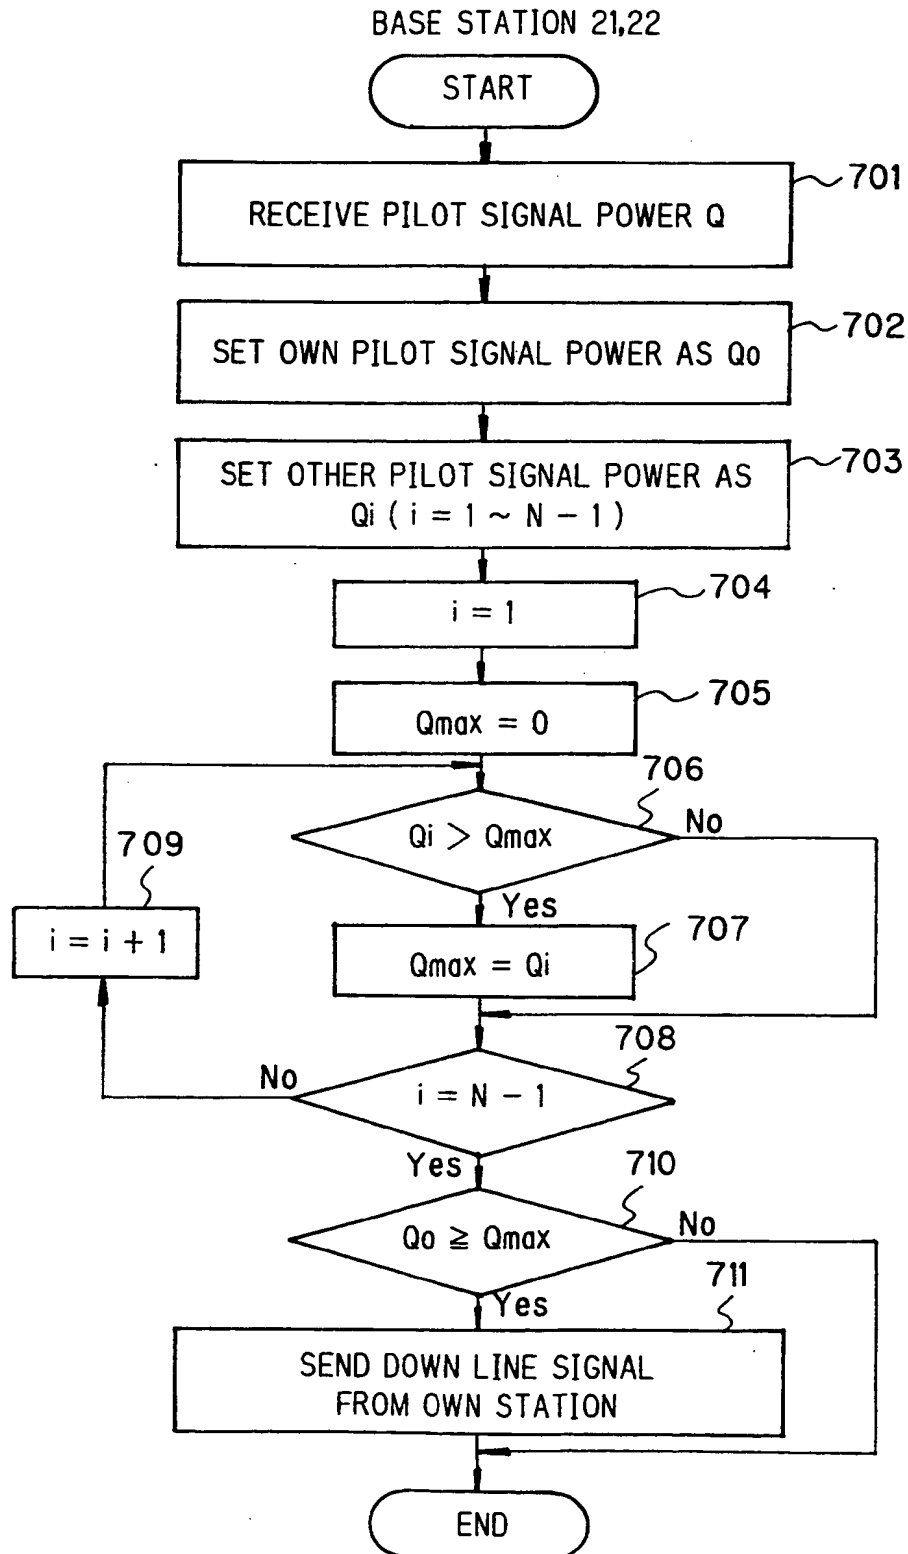 BASE STATION 21,22
START
701
RECEIVE PILOT SIGNAL POWER Q
702
SET OWN PILOT SIGNAL POWER AS Qo
703
SET OTHER PILOT SIGNAL POWER AS
Qi ( i = 1 ~ N - 1 )
704
i = 1
705
Qmax = 0
706
Qi > Qmax
No
Yes
709
i = i + 1
707
Qmax = Qi
708
No
i = N - 1
Yes
710
Qo ≧ Qmax
No
Yes
711
SEND DOWN LINE SIGNAL
FROM OWN STATION
END